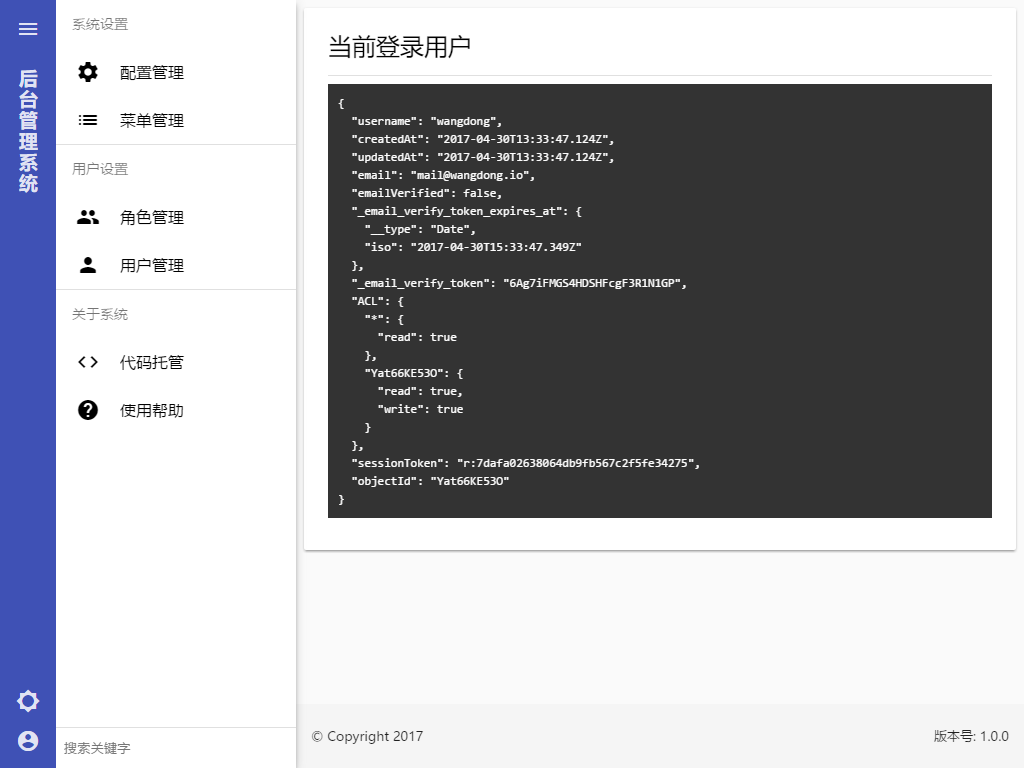 后台管理系统
系统设置
配置管理
菜单管理
用户设置
角色管理
用户管理
关于系统
代码托管
使用帮助
搜索关键字
当前登录用户
{
  "username": "wangdong",
  "createdAt": "2017-04-30T13:33:47.124Z",
  "updatedAt": "2017-04-30T13:33:47.124Z",
  "email": "mail@wangdong.io",
  "emailVerified": false,
  "_email_verify_token_expires_at": {
    "__type": "Date",
    "iso": "2017-04-30T15:33:47.349Z"
  },
  "_email_verify_token": "6Ag7iFMGS4HDSHFcgF3R1N1GP",
  "ACL": {
    "*": {
      "read": true
    },
    "Yat66KE53O": {
      "read": true,
      "write": true
    }
  },
  "sessionToken": "r:7dafa02638064db9fb567c2f5fe34275",
  "objectId": "Yat66KE53O"
}
© Copyright 2017
版本号: 1.0.0